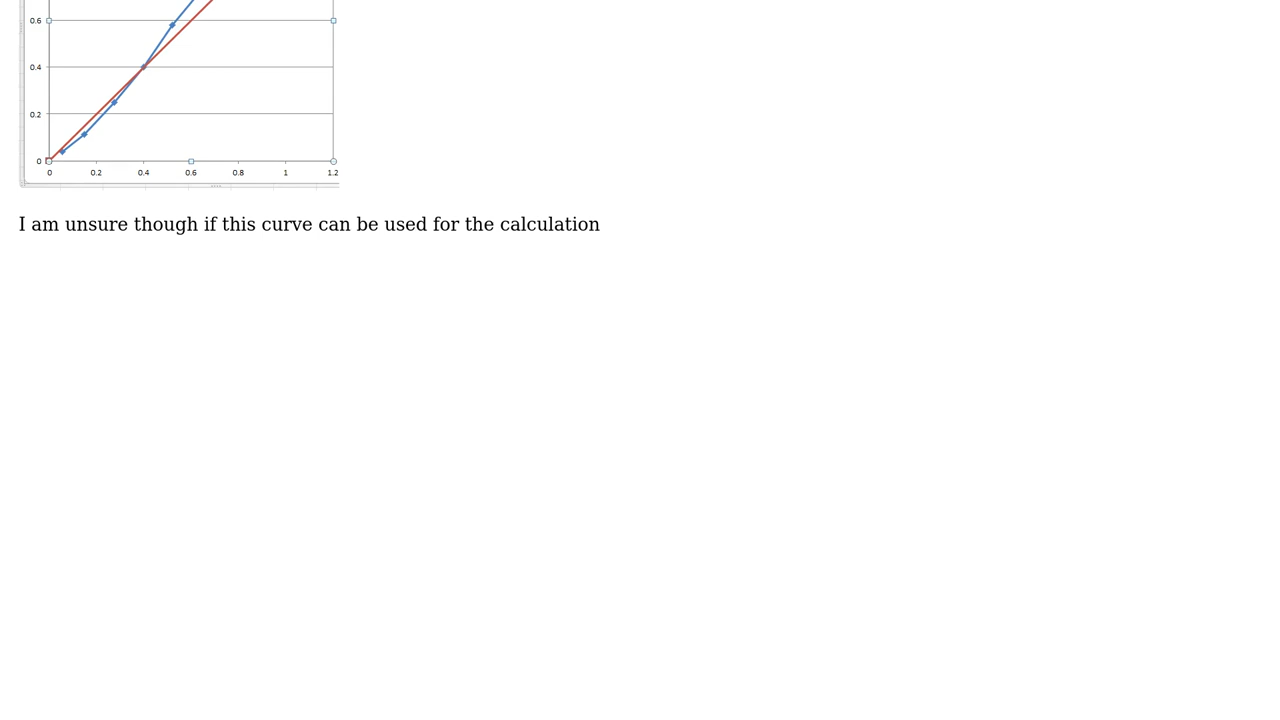 0.6
0.4
0.2
0
0 0.2 0.4 0.6 0.8 1 1.2
I am unsure though if this curve can be used for the calculation